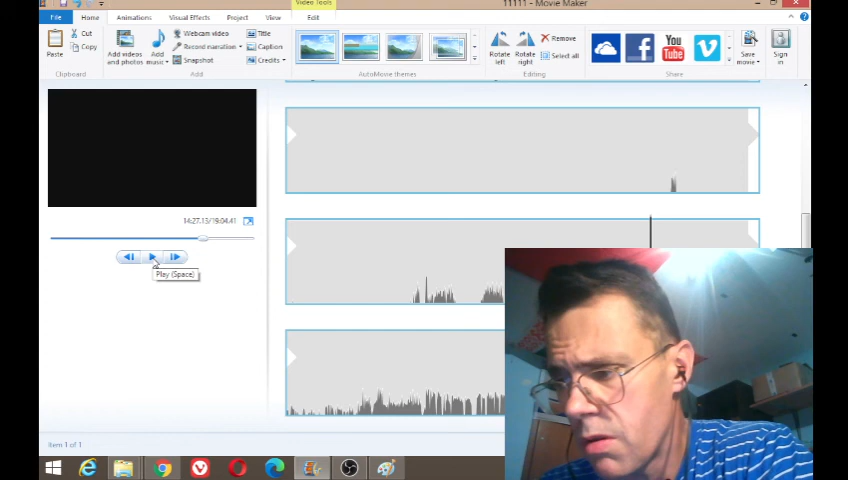 Video Tools
11111 - Movie Maker
File
Home
Animations
Visual Effects
Project
View
Edit
Paste
Cut
Copy
Clipboard
Add videos
and photos
Add
music
Webcam video
Record narration
Snapshot
Title
Caption
Credits
Add
AutoMovie themes
Rotate
left
Rotate
right
Remove
Select all
Editing
You
Tube
Share
Save
movie
Sign
in
14:27.13/19:04.41
Play (Space)
Item 1 of 1